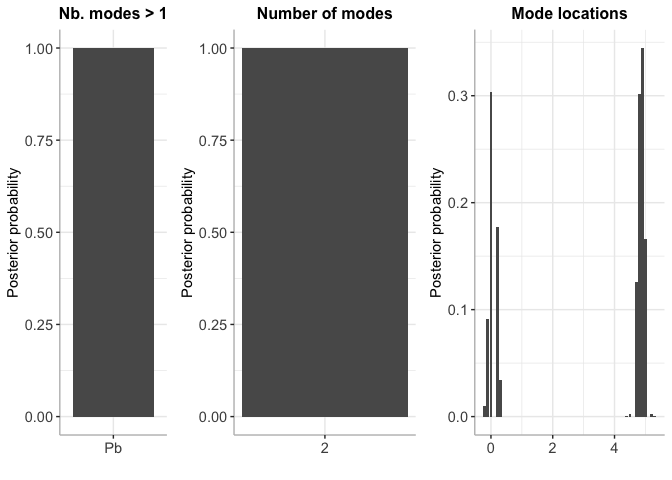 Nb. modes > 1
Posterior probability
1.00
0.75
0.50
0.25
0.00
Pb
Number of modes
Posterior probability
1.00
0.75
0.50
0.25
0.00
2
Mode locations
Posterior probability
0.3
0.2
0.1
0.0
0
2
4